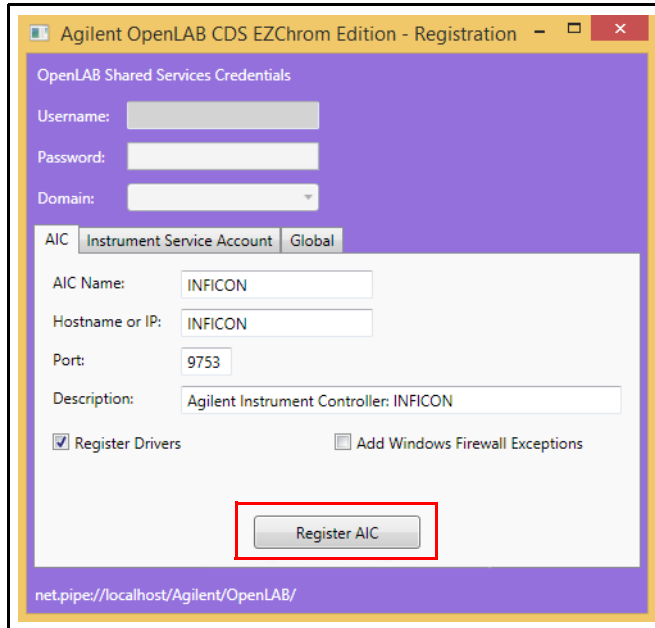 Agilent OpenLAB CDS EZChrom Edition - Registration
OpenLAB Shared Services Credentials
Username:
Password:
Domain:
AIC Instrument Service Account Global
AIC Name: INFICON
Hostname or IP: INFICON
Port: 9753
Description: Agilent Instrument Controller: INFICON
Register Drivers Add Windows Firewall Exceptions
Register AIC
net.pipe://localhost/Agilent/OpenLAB/